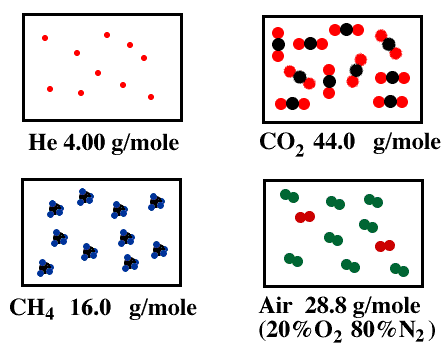 He 4.00 g/mole
CO₂ 44.0 g/mole
CH₄ 16.0 g/mole
Air 28.8 g/mole
(20%O₂ 80%N₂)